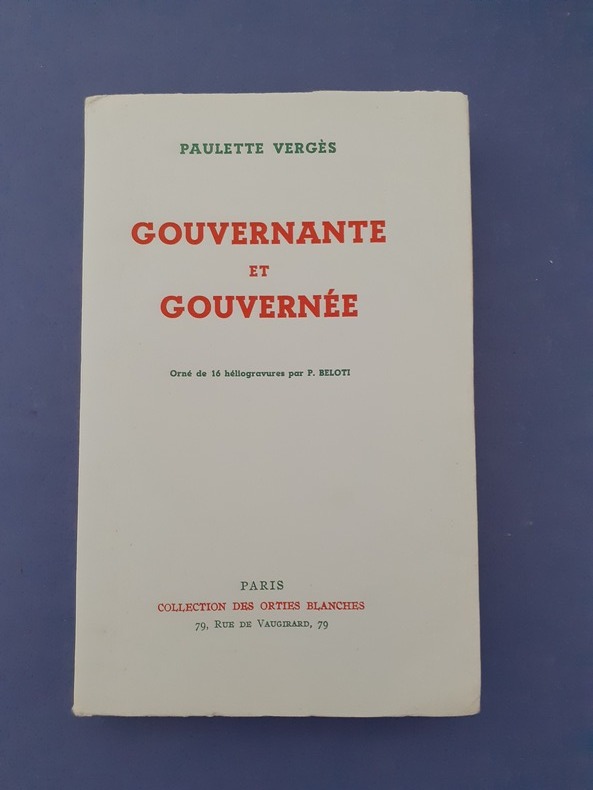 PAULETTE VERGÈS
GOUVERNANTE
ET
GOUVERNÉE
Orné de 16 héliogravures par P. BELOTI
PARIS
COLLECTION DES ORTIES BLANCHES
79, RUE DE VAUGIRARD, 79